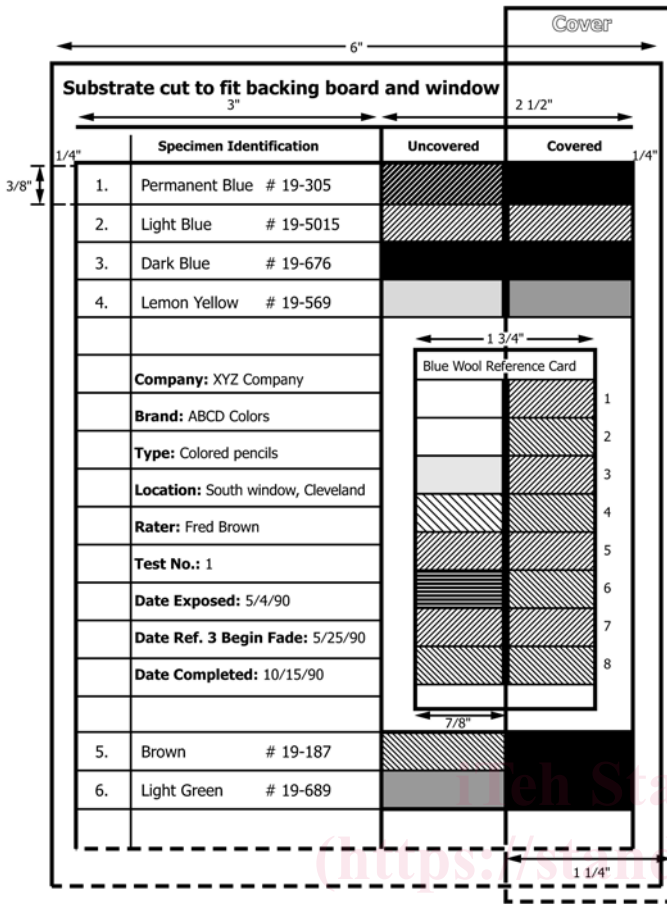 Cover
6"
Substrate cut to fit backing board and window
3"
2 1/2"
1/4"
Specimen Identification
Uncovered
Covered
1/4"
3/8"
1. Permanent Blue # 19-305
2. Light Blue # 19-5015
3. Dark Blue # 19-676
4. Lemon Yellow # 19-569
1 3/4"
Blue Wool Reference Card
Company: XYZ Company
1
Brand: ABCD Colors
2
Type: Colored pencils
3
Location: South window, Cleveland
4
Rater: Fred Brown
5
Test No.: 1
6
Date Exposed: 5/4/90
7
Date Ref. 3 Begin Fade: 5/25/90
8
Date Completed: 10/15/90
7/8"
5. Brown # 19-187
6. Light Green # 19-689
iTeh
(https://
1 1/4"